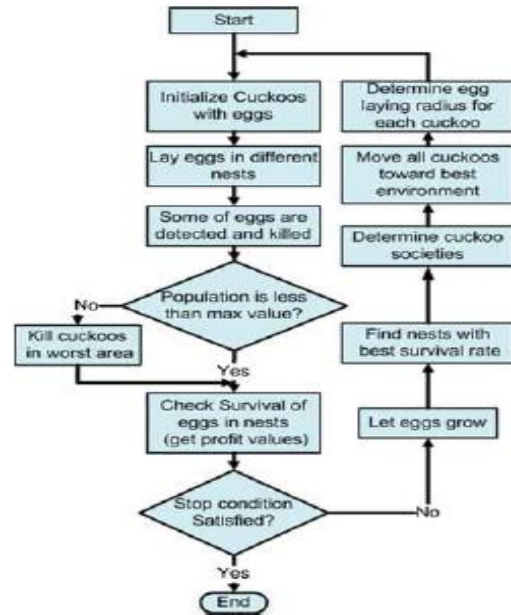 Start
Initialize Cuckoos
with eggs
Lay eggs in different
nests
Some of eggs are
detected and killed
Population is less
than max value?
No
Kill cuckoos
in worst area
Yes
Check Survival of
eggs in nests
(get profit values)
Stop condition
Satisfied?
No
Yes
End
Let eggs grow
Find nests with
best survival rate
Determine cuckoo
societies
Move all cuckoos
toward best
environment
Determine egg
laying radius for
each cuckoo